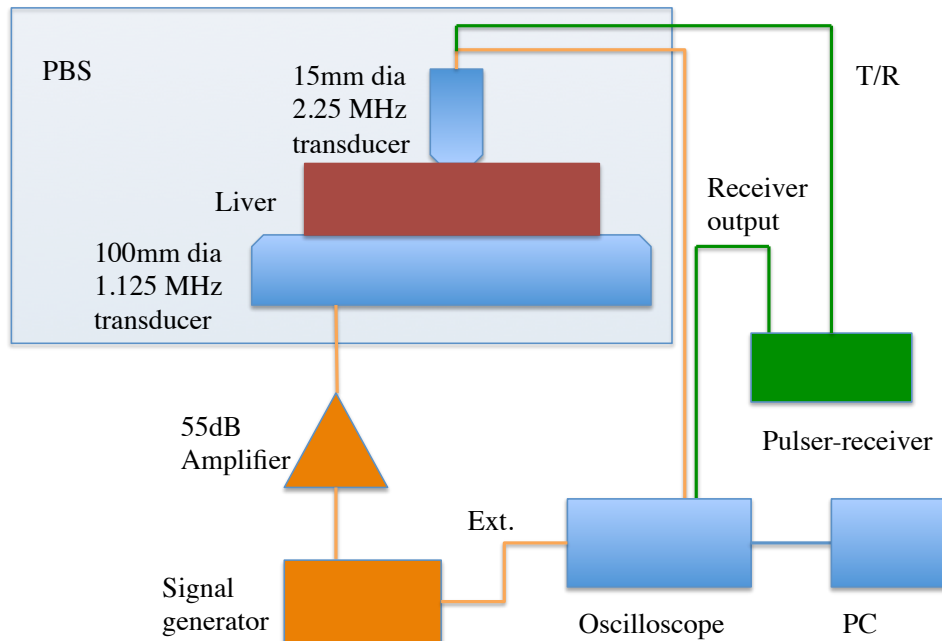 PBS
15mm dia
2.25 MHz
transducer
T/R
Liver
Receiver
output
100mm dia
1.125 MHz
transducer
55dB
Amplifier
Pulser-receiver
Ext.
Signal
generator
Oscilloscope
PC